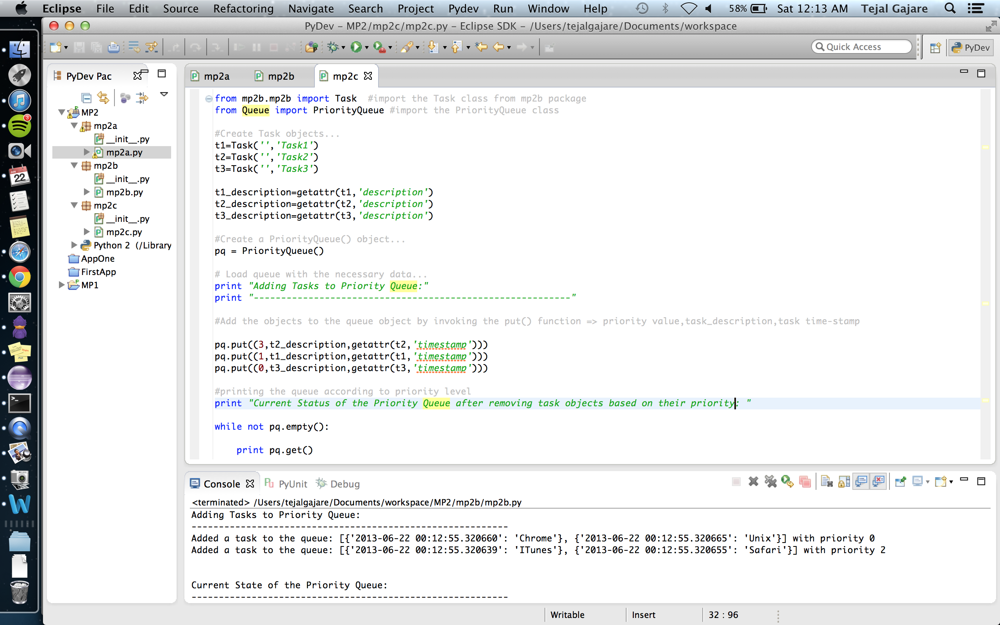 Eclipse File Edit Source Refactoring Navigate Search Project Pydev Run Window Help 58% Sat 12:13 AM Tejal Gajare
PyDev – MP2/mp2c/mp2c.py – Eclipse SDK – /Users/tejalgajare/Documents/workspace
Quick Access PyDev
3
JUN
22
PyDev Pac
MP2
mp2a
__init__.py
mp2a.py
mp2b
__init__.py
mp2b.py
mp2c
__init__.py
mp2c.py
Python 2 (/Library
AppOne
FirstApp
MP1
mp2a mp2b mp2c
from mp2b.mp2b import Task #import the Task class from mp2b package
from Queue import PriorityQueue #import the PriorityQueue class
#Create Task objects...
t1=Task('','Task1')
t2=Task('','Task2')
t3=Task('','Task3')
t1_description=getattr(t1,'description')
t2_description=getattr(t2,'description')
t3_description=getattr(t3,'description')
#Create a PriorityQueue() object...
pq = PriorityQueue()
# Load queue with the necessary data...
print "Adding Tasks to Priority Queue:"
print "----------------------------------------------------------"
#Add the objects to the queue object by invoking the put() function => priority value,task_description,task time-stamp
pq.put((3,t2_description,getattr(t2,'timestamp')))
pq.put((1,t1_description,getattr(t1,'timestamp')))
pq.put((0,t3_description,getattr(t3,'timestamp')))
#printing the queue according to priority level
print "Current Status of the Priority Queue after removing task objects based on their priority: "
while not pq.empty():
print pq.get()
Console PyUnit Debug
<terminated> /Users/tejalgajare/Documents/workspace/MP2/mp2b/mp2b.py
Adding Tasks to Priority Queue:
----------------------------------------------------------
Added a task to the queue: [{'2013-06-22 00:12:55.320660': 'Chrome'}, {'2013-06-22 00:12:55.320665': 'Unix'}] with priority 0
Added a task to the queue: [{'2013-06-22 00:12:55.320639': 'ITunes'}, {'2013-06-22 00:12:55.320655': 'Safari'}] with priority 2
Current State of the Priority Queue:
----------------------------------------------------------
Writable Insert 32 : 96